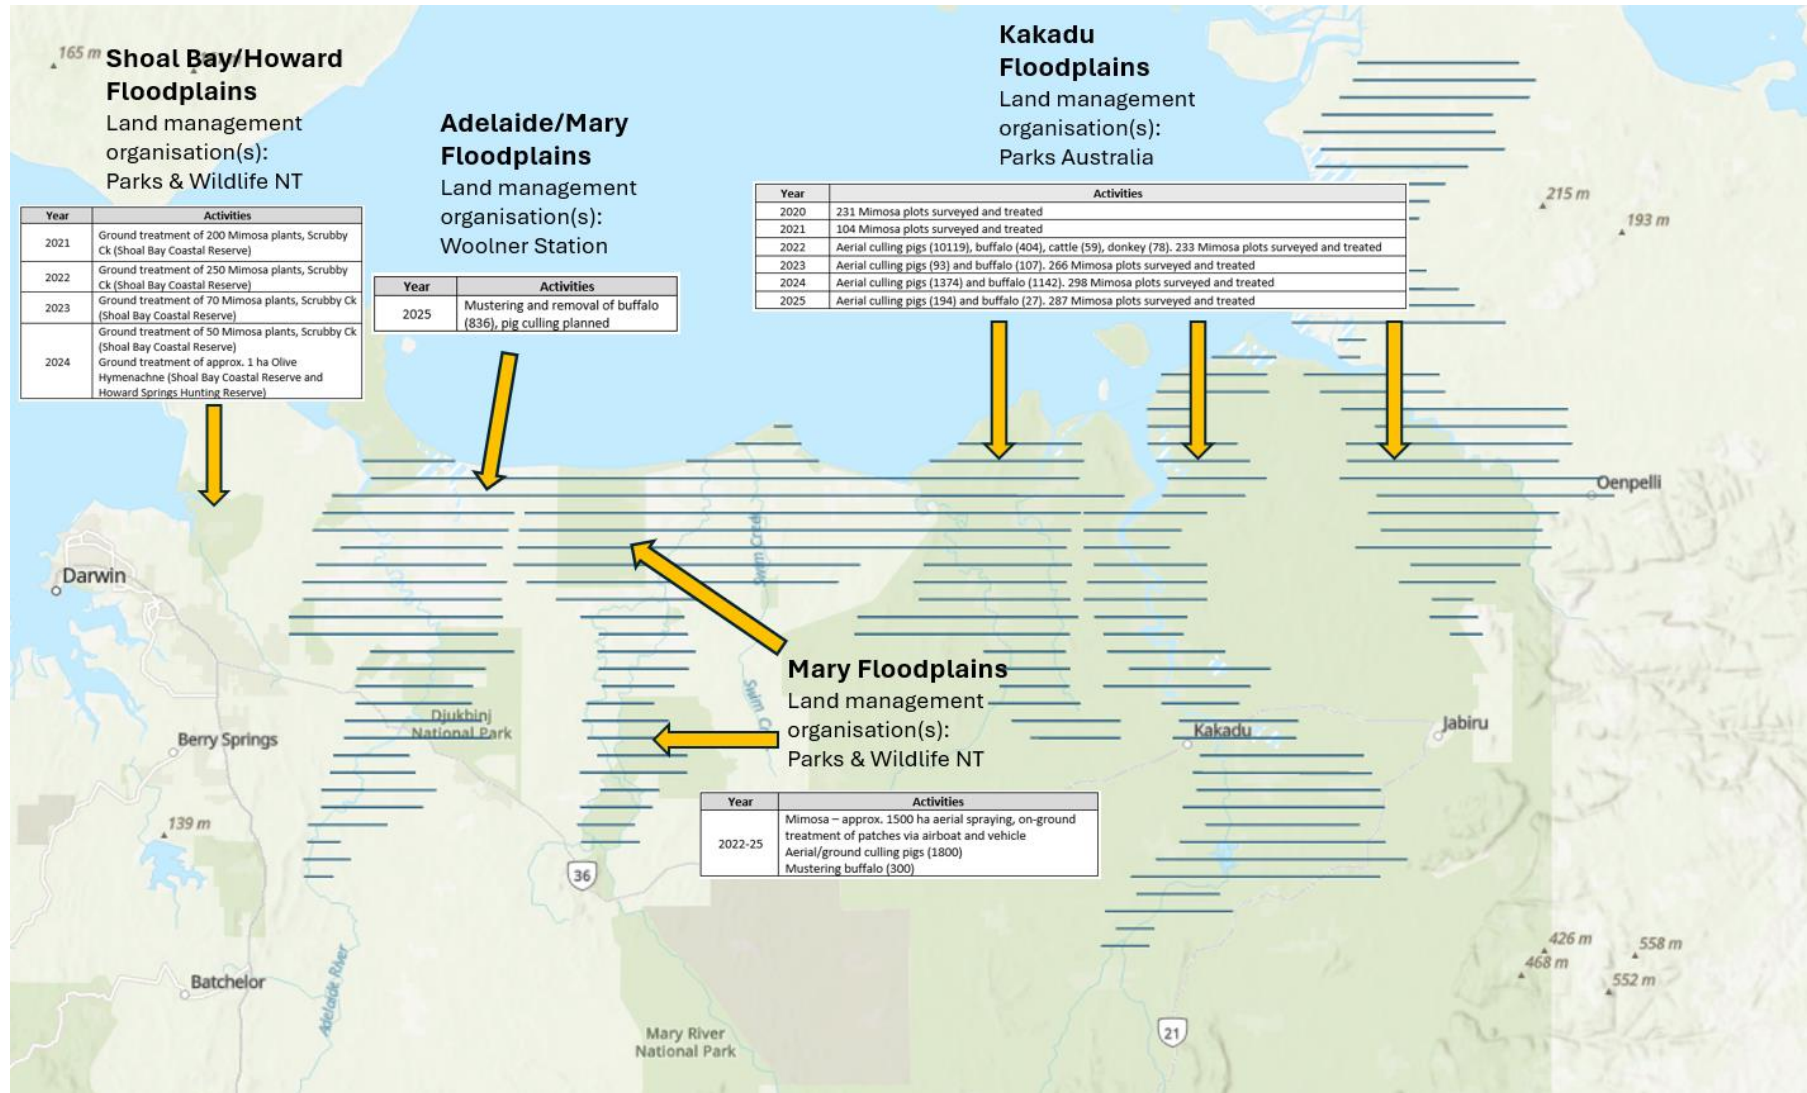 165 m
Shoal Bay/Howard
Floodplains
Land management
organisation(s):
Parks & Wildlife NT
Year Activities
2021 Ground treatment of 200 Mimosa plants, Scrubby
Ck (Shoal Bay Coastal Reserve)
2022 Ground treatment of 250 Mimosa plants, Scrubby
Ck (Shoal Bay Coastal Reserve)
2023 Ground treatment of 70 Mimosa plants, Scrubby Ck
(Shoal Bay Coastal Reserve)
2024 Ground treatment of 50 Mimosa plants, Scrubby Ck
(Shoal Bay Coastal Reserve)
Ground treatment of approx. 1 ha Olive
Hymenachne (Shoal Bay Coastal Reserve and
Howard Springs Hunting Reserve)
Adelaide/Mary
Floodplains
Land management
organisation(s):
Woolner Station
Year Activities
2025 Mustering and removal of buffalo
(836), pig culling planned
Kakadu
Floodplains
Land management
organisation(s):
Parks Australia
Year Activities
2020 231 Mimosa plots surveyed and treated
2021 104 Mimosa plots surveyed and treated
2022 Aerial culling pigs (10119), buffalo (404), cattle (59), donkey (78). 233 Mimosa plots surveyed and treated
2023 Aerial culling pigs (93) and buffalo (107). 266 Mimosa plots surveyed and treated
2024 Aerial culling pigs (1374) and buffalo (1142). 298 Mimosa plots surveyed and treated
2025 Aerial culling pigs (194) and buffalo (27). 287 Mimosa plots surveyed and treated
215 m
193 m
Oenpelli
Darwin
Swim Creek
Mary Floodplains
Land management
organisation(s):
Parks & Wildlife NT
Swim C
Djukbinj
National Park
Berry Springs
Kakadu
Jabiru
Year Activities
2022-25 Mimosa – approx. 1500 ha aerial spraying, on-ground
treatment of patches via airboat and vehicle
Aerial/ground culling pigs (1800)
Mustering buffalo (300)
139 m
36
Adelaide River
Batchelor
426 m
558 m
468 m
552 m
Mary River
National Park
21